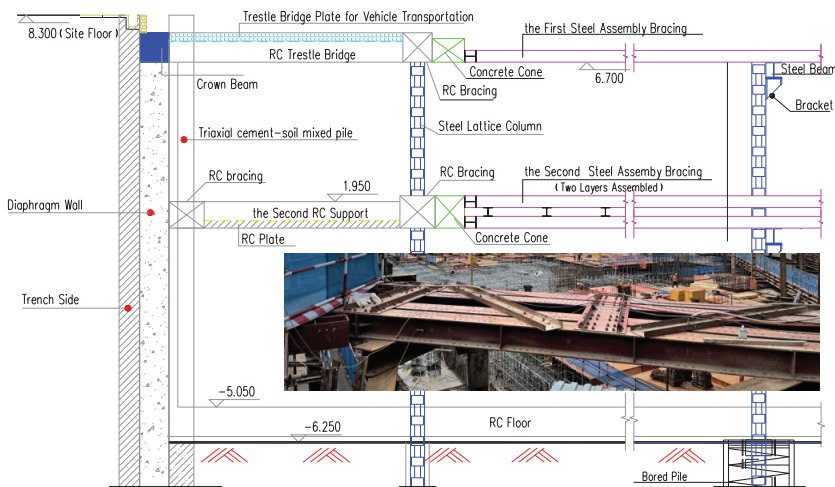 Trestle Bridge Plate for Vehicle Transportation
8.300 (Site Floor)
the First Steel Assembly Bracing
RC Trestle Bridge
Concrete Cone
Steel Beam
6.700
Crown Beam
RC Bracing
Bracket
Triaxial cement-soil mixed pile
Steel Lattice Column
RC bracing
RC Bracing
the Second Steel Assemby Bracing
1.950
(Two Layers Assembled)
Diaphragm Wall
the Second RC Support
RC Plate
Concrete Cone
Trench Side
-5.050
RC Floor
-6.250
Bored Pile